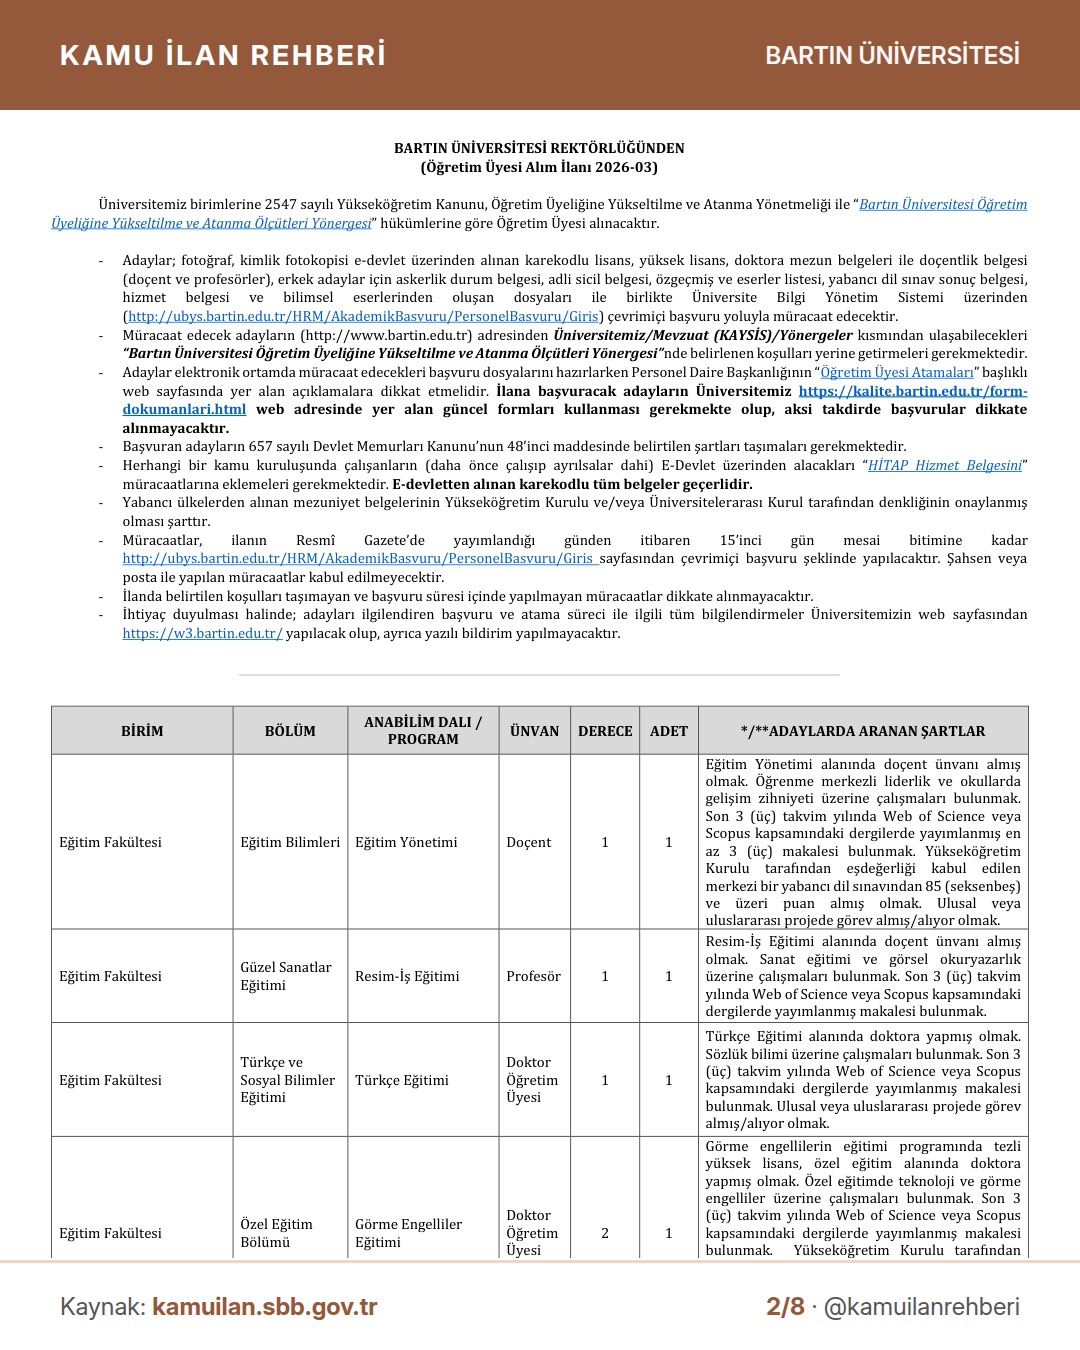 KAMU İLAN REHBERİ
BARTIN ÜNİVERSİTESİ
BARTIN ÜNİVERSİTESİ REKTÖRLÜĞÜNDEN
(Öğretim Üyesi Alım İlanı 2026-03)
Üniversitemiz birimlerine 2547 sayılı Yükseköğretim Kanunu, Öğretim Üyeliğine Yükseltilme ve Atanma Yönetmeliği ile “Bartın Üniversitesi Öğretim
Üyeliğine Yükseltilme ve Atanma Ölçütleri Yönergesi” hükümlerine göre Öğretim Üyesi alınacaktır.
- Adaylar; fotoğraf, kimlik fotokopisi e-devlet üzerinden alınan karekodlu lisans, yüksek lisans, doktora mezun belgeleri ile doçentlik belgesi
(doçent ve profesörler), erkek adaylar için askerlik durum belgesi, adli sicil belgesi, özgeçmiş ve eserler listesi, yabancı dil sınav sonuç belgesi,
hizmet belgesi ve bilimsel eserlerinden oluşan dosyaları ile birlikte Üniversite Bilgi Yönetim Sistemi üzerinden
(http://ubys.bartin.edu.tr/HRM/AkademikBasvuru/PersonelBasvuru/Giris) çevrimiçi başvuru yoluyla müracaat edecektir.
- Müracaat edecek adayların (http://www.bartin.edu.tr) adresinden Üniversitemiz/Mevzuat (KAYSİS)/Yönergeler kısmından ulaşabilecekleri
“Bartın Üniversitesi Öğretim Üyeliğine Yükseltilme ve Atanma Ölçütleri Yönergesi”nde belirlenen koşulları yerine getirmeleri gerekmektedir.
- Adaylar elektronik ortamda müracaat edecekleri başvuru dosyalarını hazırlarken Personel Daire Başkanlığının “Öğretim Üyesi Atamaları” başlıklı
web sayfasında yer alan açıklamalara dikkat etmelidir. İlana başvuracak adayların Üniversitemiz https://kalite.bartin.edu.tr/form-
dokumanlari.html web adresinde yer alan güncel formları kullanması gerekmekte olup, aksi takdirde başvurular dikkate
alınmayacaktır.
- Başvuran adayların 657 sayılı Devlet Memurları Kanunu’nun 48’inci maddesinde belirtilen şartları taşımaları gerekmektedir.
- Herhangi bir kamu kuruluşunda çalışanların (daha önce çalışıp ayrılsalar dahi) E-Devlet üzerinden alacakları “HİTAP Hizmet Belgesini”
müracaatlarına eklemeleri gerekmektedir. E-devletten alınan karekodlu tüm belgeler geçerlidir.
- Yabancı ülkelerden alınan mezuniyet belgelerinin Yükseköğretim Kurulu ve/veya Üniversitelerarası Kurul tarafından denkliğinin onaylanmış
olması şarttır.
- Müracaatlar, ilanın Resmî Gazete’de yayımlandığı günden itibaren 15’inci gün mesai bitimine kadar
http://ubys.bartin.edu.tr/HRM/AkademikBasvuru/PersonelBasvuru/Giris sayfasından çevrimiçi başvuru şeklinde yapılacaktır. Şahsen veya
posta ile yapılan müracaatlar kabul edilmeyecektir.
- İlanda belirtilen koşulları taşımayan ve başvuru süresi içinde yapılmayan müracaatlar dikkate alınmayacaktır.
- İhtiyaç duyulması halinde; adayları ilgilendiren başvuru ve atama süreci ile ilgili tüm bilgilendirmeler Üniversitemizin web sayfasından
https://w3.bartin.edu.tr/ yapılacak olup, ayrıca yazılı bildirim yapılmayacaktır.
BİRİM BÖLÜM ANABİLİM DALI / PROGRAM ÜNVAN DERECE ADET */**ADAYLARDA ARANAN ŞARTLAR
Eğitim Fakültesi
Eğitim Bilimleri
Eğitim Yönetimi
Doçent
1
1
Eğitim Yönetimi alanında doçent ünvanı almış
olmak. Öğrenme merkezli liderlik ve okullarda
gelişim zihniyeti üzerine çalışmaları bulunmak.
Son 3 (üç) takvim yılında Web of Science veya
Scopus kapsamındaki dergilerde yayımlanmış en
az 3 (üç) makalesi bulunmak. Yükseköğretim
Kurulu tarafından eşdeğerliği kabul edilen
merkezi bir yabancı dil sınavından 85 (seksenbeş)
ve üzeri puan almış olmak. Ulusal veya
uluslararası projede görev almış/alıyor olmak.
Eğitim Fakültesi
Güzel Sanatlar
Eğitimi
Resim-İş Eğitimi
Profesör
1
1
Resim-İş Eğitimi alanında doçent ünvanı almış
olmak. Sanat eğitimi ve görsel okuryazarlık
üzerine çalışmaları bulunmak. Son 3 (üç) takvim
yılında Web of Science veya Scopus kapsamındaki
dergilerde yayımlanmış makalesi bulunmak.
Eğitim Fakültesi
Türkçe ve
Sosyal Bilimler
Eğitimi
Türkçe Eğitimi
Doktor
Öğretim
Üyesi
1
1
Türkçe Eğitimi alanında doktora yapmış olmak.
Sözlük bilimi üzerine çalışmaları bulunmak. Son 3
(üç) takvim yılında Web of Science veya Scopus
kapsamındaki dergilerde yayımlanmış makalesi
bulunmak. Ulusal veya uluslararası projede görev
almış/alıyor olmak.
Eğitim Fakültesi
Özel Eğitim
Bölümü
Görme Engelliler
Eğitimi
Doktor
Öğretim
Üyesi
2
1
Görme engellilerin eğitimi programında tezli
yüksek lisans, özel eğitim alanında doktora
yapmış olmak. Özel eğitimde teknoloji ve görme
engelliler üzerine çalışmaları bulunmak. Son 3
(üç) takvim yılında Web of Science veya Scopus
kapsamındaki dergilerde yayımlanmış makalesi
bulunmak. Yükseköğretim Kurulu tarafından
Kaynak: kamuilan.sbb.gov.tr
2/8 · @kamuilanrehberi